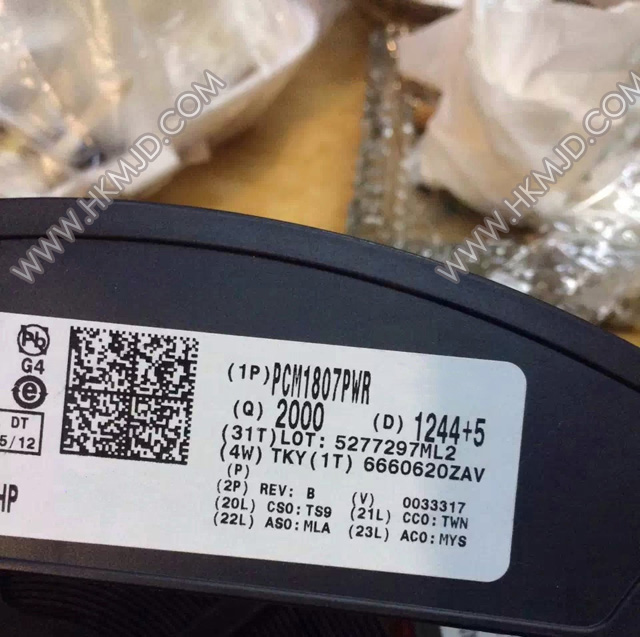 WWW.HKMJD.COM
WWW.HKMJD.COM
Pb
G4
e
DT
5/12
HP
(1P)PCM1807PWR
(Q) 2000 (D) 1244+5
(31T)LOT: 5277297ML2
(4W) TKY(1T) 6660620ZAV
(P)
(2P) REV: B (V) 0033317
(20L) CSO:TS9 (21L) CCO:TWN
(22L) ASO:MLA (23L) ACO:MYS